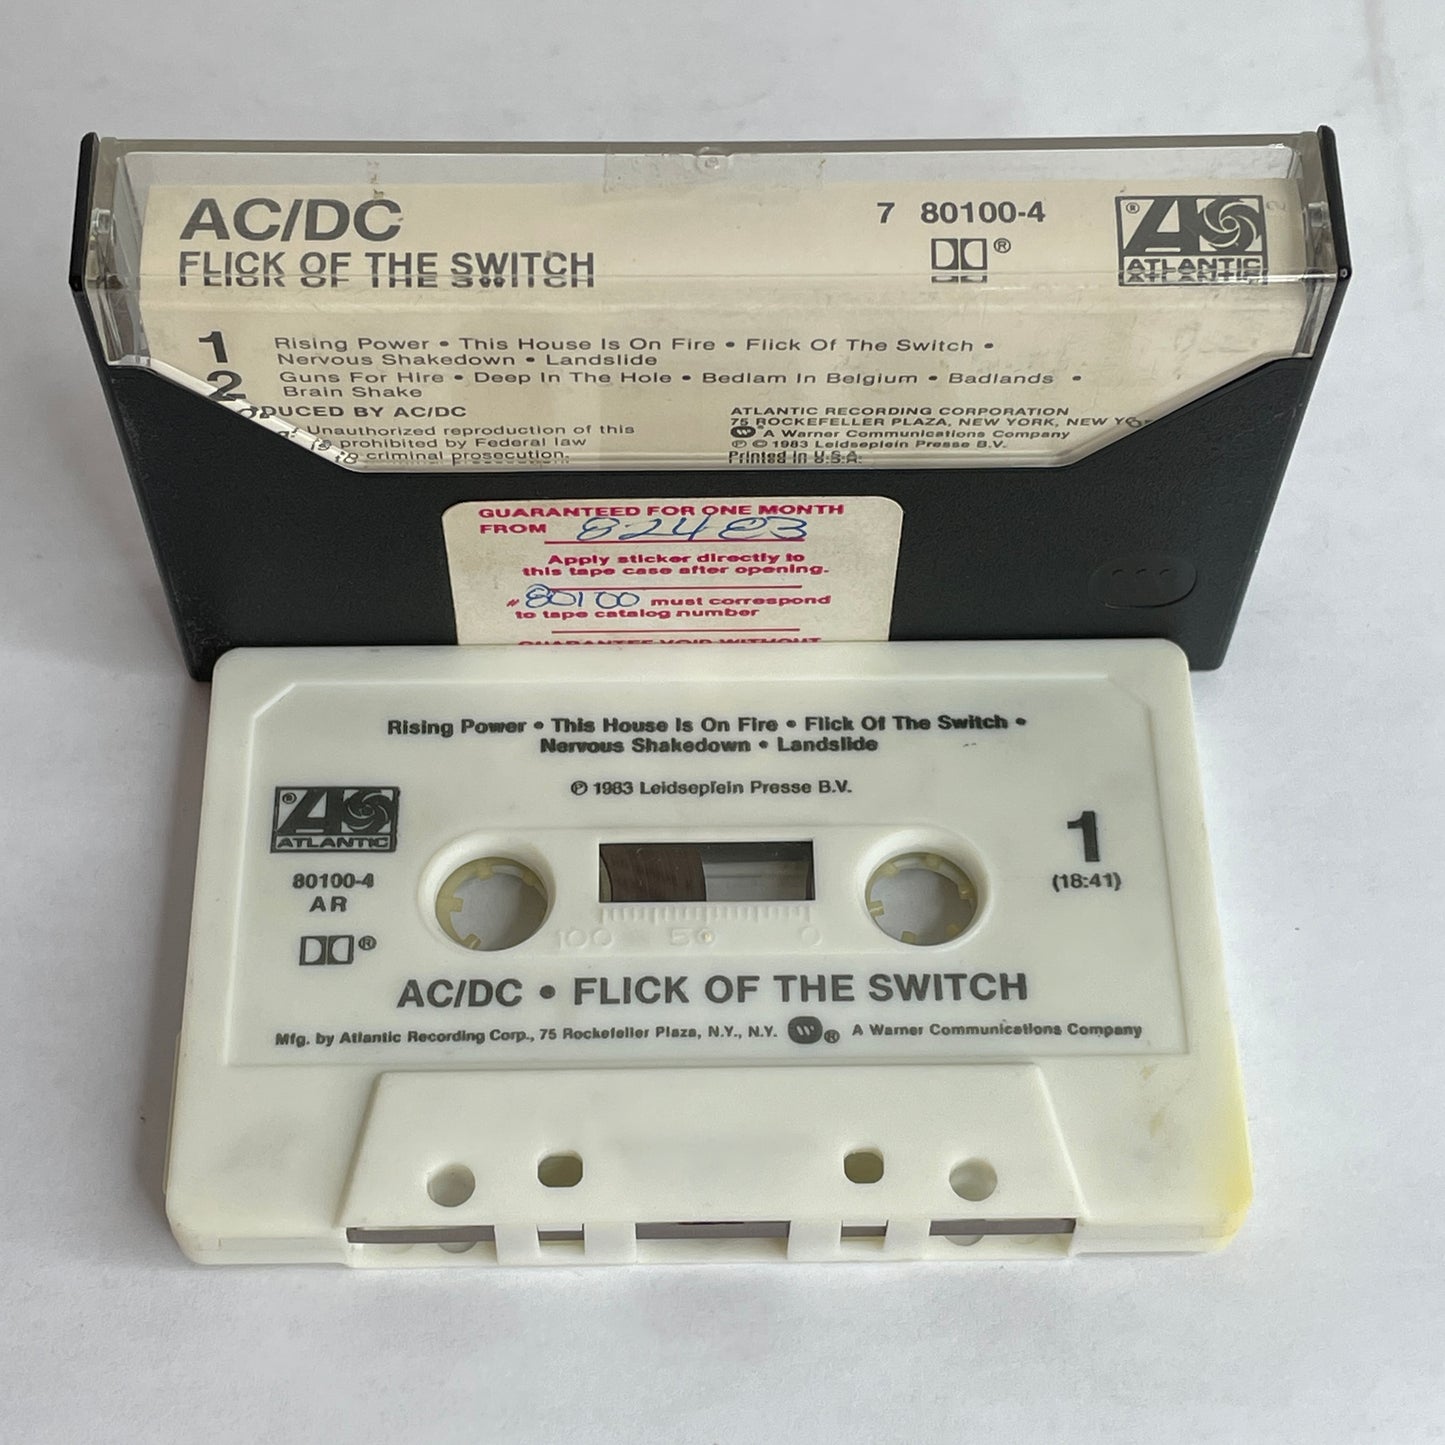 AC/DC
FLICK OF THE SWITCH
7 80100-4
®
® ATLANTIC
1 Rising Power • This House Is On Fire • Flick Of The Switch •
Nervous Shakedown • Landslide
2 Guns For Hire • Deep In The Hole • Bedlam In Belgium • Badlands •
Brain Shake
DUCED BY AC/DC
Unauthorized reproduction of this
is prohibited by Federal law
to criminal prosecution.
ATLANTIC RECORDING CORPORATION
75 ROCKEFELLER PLAZA, NEW YORK, NEW YO
® A Warner Communications Company
℗ © 1983 Leidseplein Presse B.V.
Printed in U.S.A.
GUARANTEED FOR ONE MONTH
FROM 82483
Apply sticker directly to
this tape case after opening.
# 80100 must correspond
to tape catalog number
GUARANTEE VOID WITHOUT
Rising Power • This House Is On Fire • Flick Of The Switch •
Nervous Shakedown • Landslide
℗ 1983 Leidseplein Presse B.V.
® ATLANTIC
80100-4
AR
®
1
(18:41)
100 50 0
AC/DC • FLICK OF THE SWITCH
Mfg. by Atlantic Recording Corp., 75 Rockefeller Plaza, N.Y., N.Y. ® A Warner Communications Company